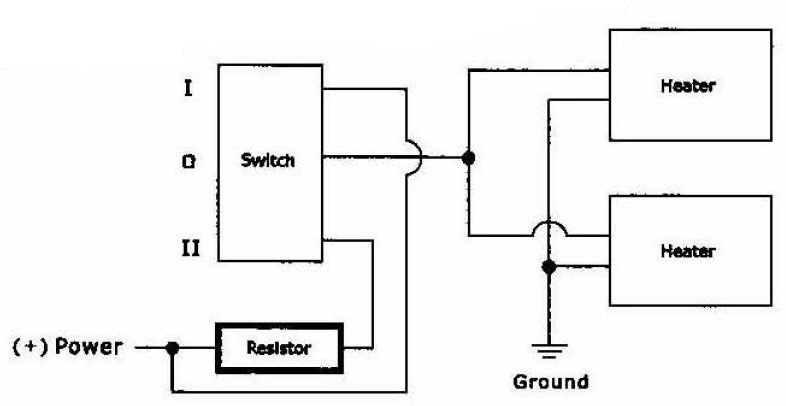 Heater
I
O Switch
Heater
II
(+) Power Resistor
Ground